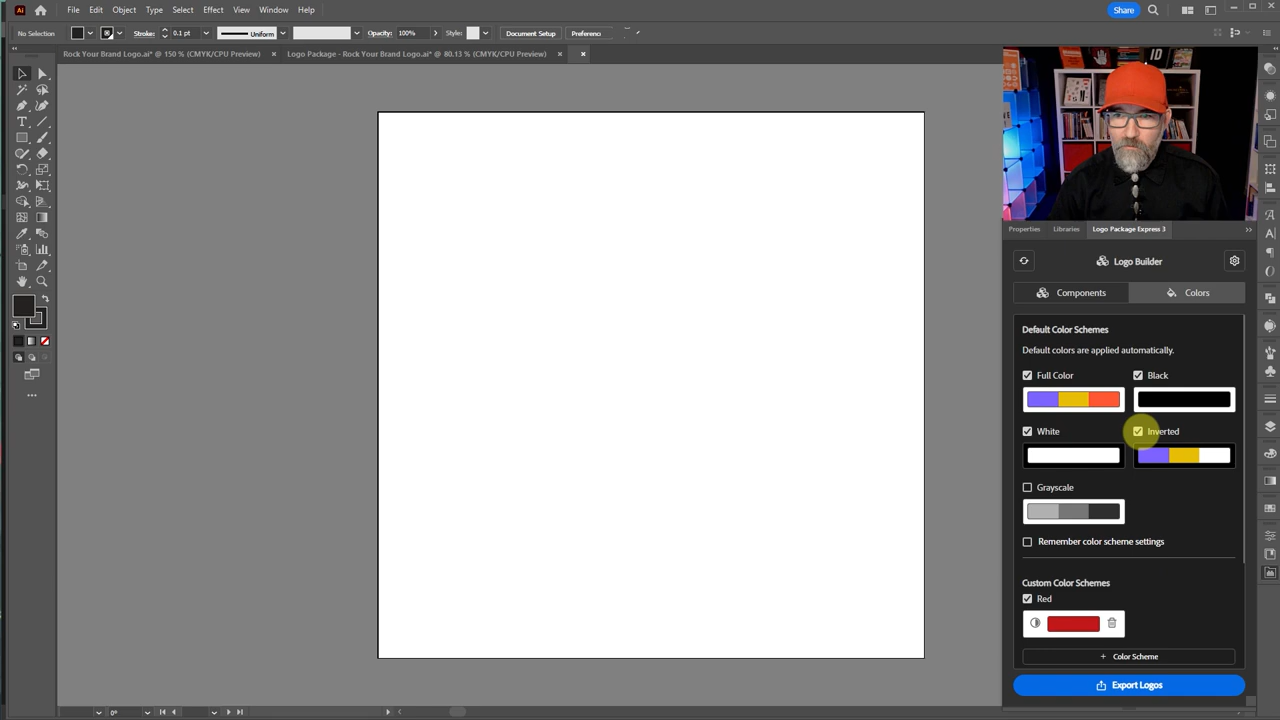 File Edit Object Type Select Effect View Window Help
Share
No Selection
Stroke: 0.1 pt
Uniform
Opacity: 100%
Style:
Document Setup
Preferenc
Rock Your Brand Logo.ai* @ 150 % (CMYK/CPU Preview) ×
Logo Package - Rock Your Brand Logo.ai* @ 80.13 % (CMYK/CPU Preview) ×
×
ID
Properties Libraries Logo Package Express 3
Logo Builder
Components Colors
Default Color Schemes
Default colors are applied automatically.
Full Color Black
White Inverted
Grayscale
Remember color scheme settings
Custom Color Schemes
Red
+ Color Scheme
Export Logos
0°